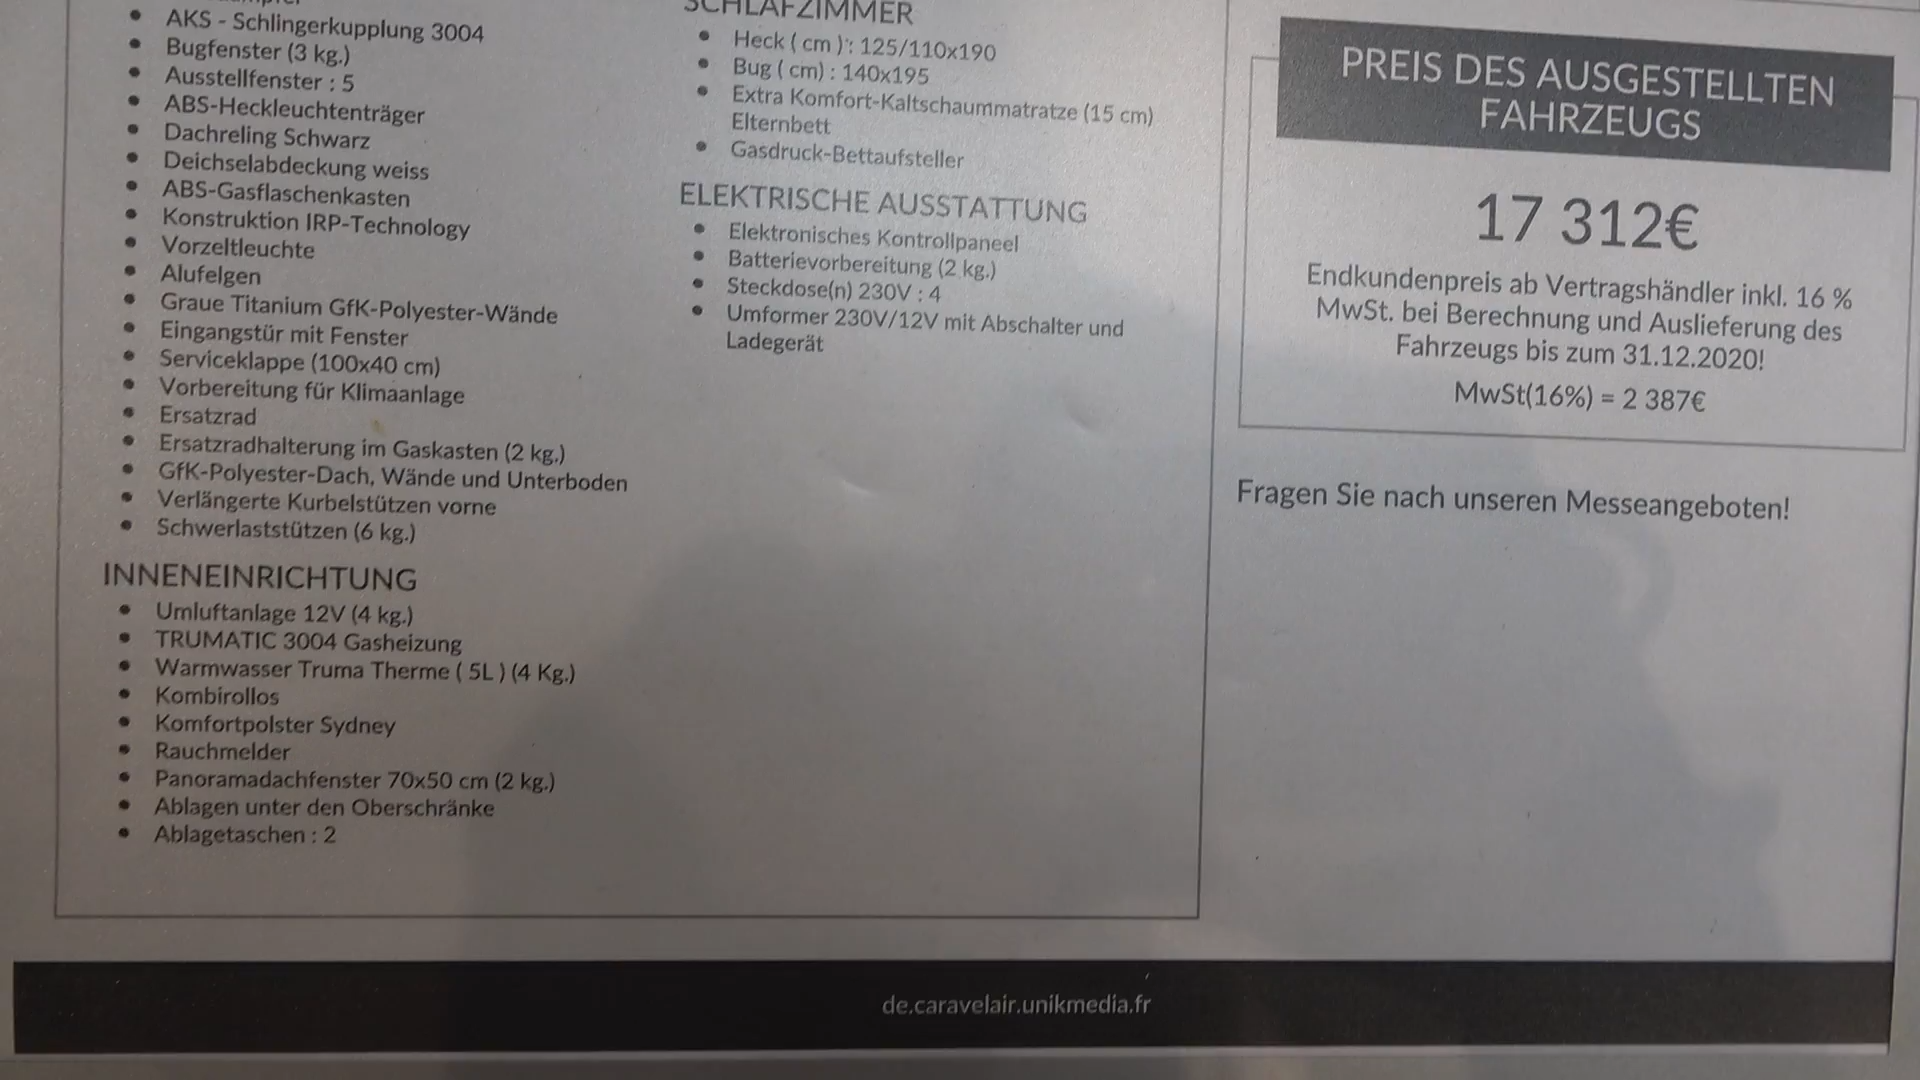 AKS - Schlingerkupplung 3004
Bugfenster (3 kg.)
Ausstellfenster : 5
ABS-Heckleuchtenträger
Dachreling Schwarz
Deichselabdeckung weiss
ABS-Gasflaschenkasten
Konstruktion IRP-Technology
Vorzeltleuchte
Alufelgen
Graue Titanium GfK-Polyester-Wände
Eingangstür mit Fenster
Serviceklappe (100x40 cm)
Vorbereitung für Klimaanlage
Ersatzrad
Ersatzradhalterung im Gaskasten (2 kg.)
GfK-Polyester-Dach, Wände und Unterboden
Verlängerte Kurbelstützen vorne
Schwerlaststützen (6 kg.)
INNENEINRICHTUNG
Umluftanlage 12V (4 kg.)
TRUMATIC 3004 Gasheizung
Warmwasser Truma Therme ( 5L ) (4 Kg.)
Kombirollos
Komfortpolster Sydney
Rauchmelder
Panoramadachfenster 70x50 cm (2 kg.)
Ablagen unter den Oberschränke
Ablagetaschen : 2
SCHLAFZIMMER
Heck ( cm ) : 125/110x190
Bug ( cm) : 140x195
Extra Komfort-Kaltschaummatratze (15 cm)
Elternbett
Gasdruck-Bettaufsteller
ELEKTRISCHE AUSSTATTUNG
Elektronisches Kontrollpaneel
Batterievorbereitung (2 kg.)
Steckdose(n) 230V : 4
Umformer 230V/12V mit Abschalter und
Ladegerät
PREIS DES AUSGESTELLTEN
FAHRZEUGS
17 312€
Endkundenpreis ab Vertragshändler inkl. 16 %
MwSt. bei Berechnung und Auslieferung des
Fahrzeugs bis zum 31.12.2020!
MwSt(16%) = 2 387€
Fragen Sie nach unseren Messeangeboten!
de.caravelair.unikmedia.fr